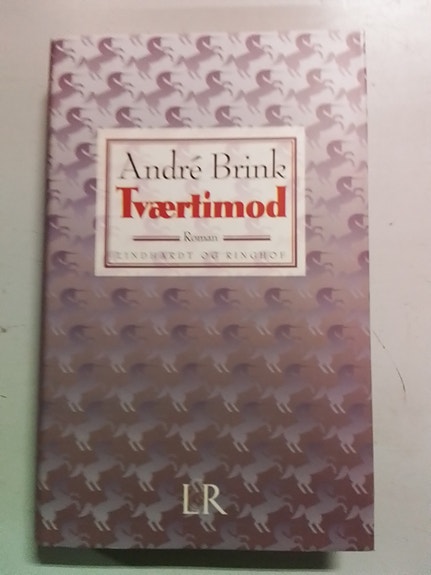 André Brink
Tværtimod
Roman
LINDHARDT OG RINGHOF
LR